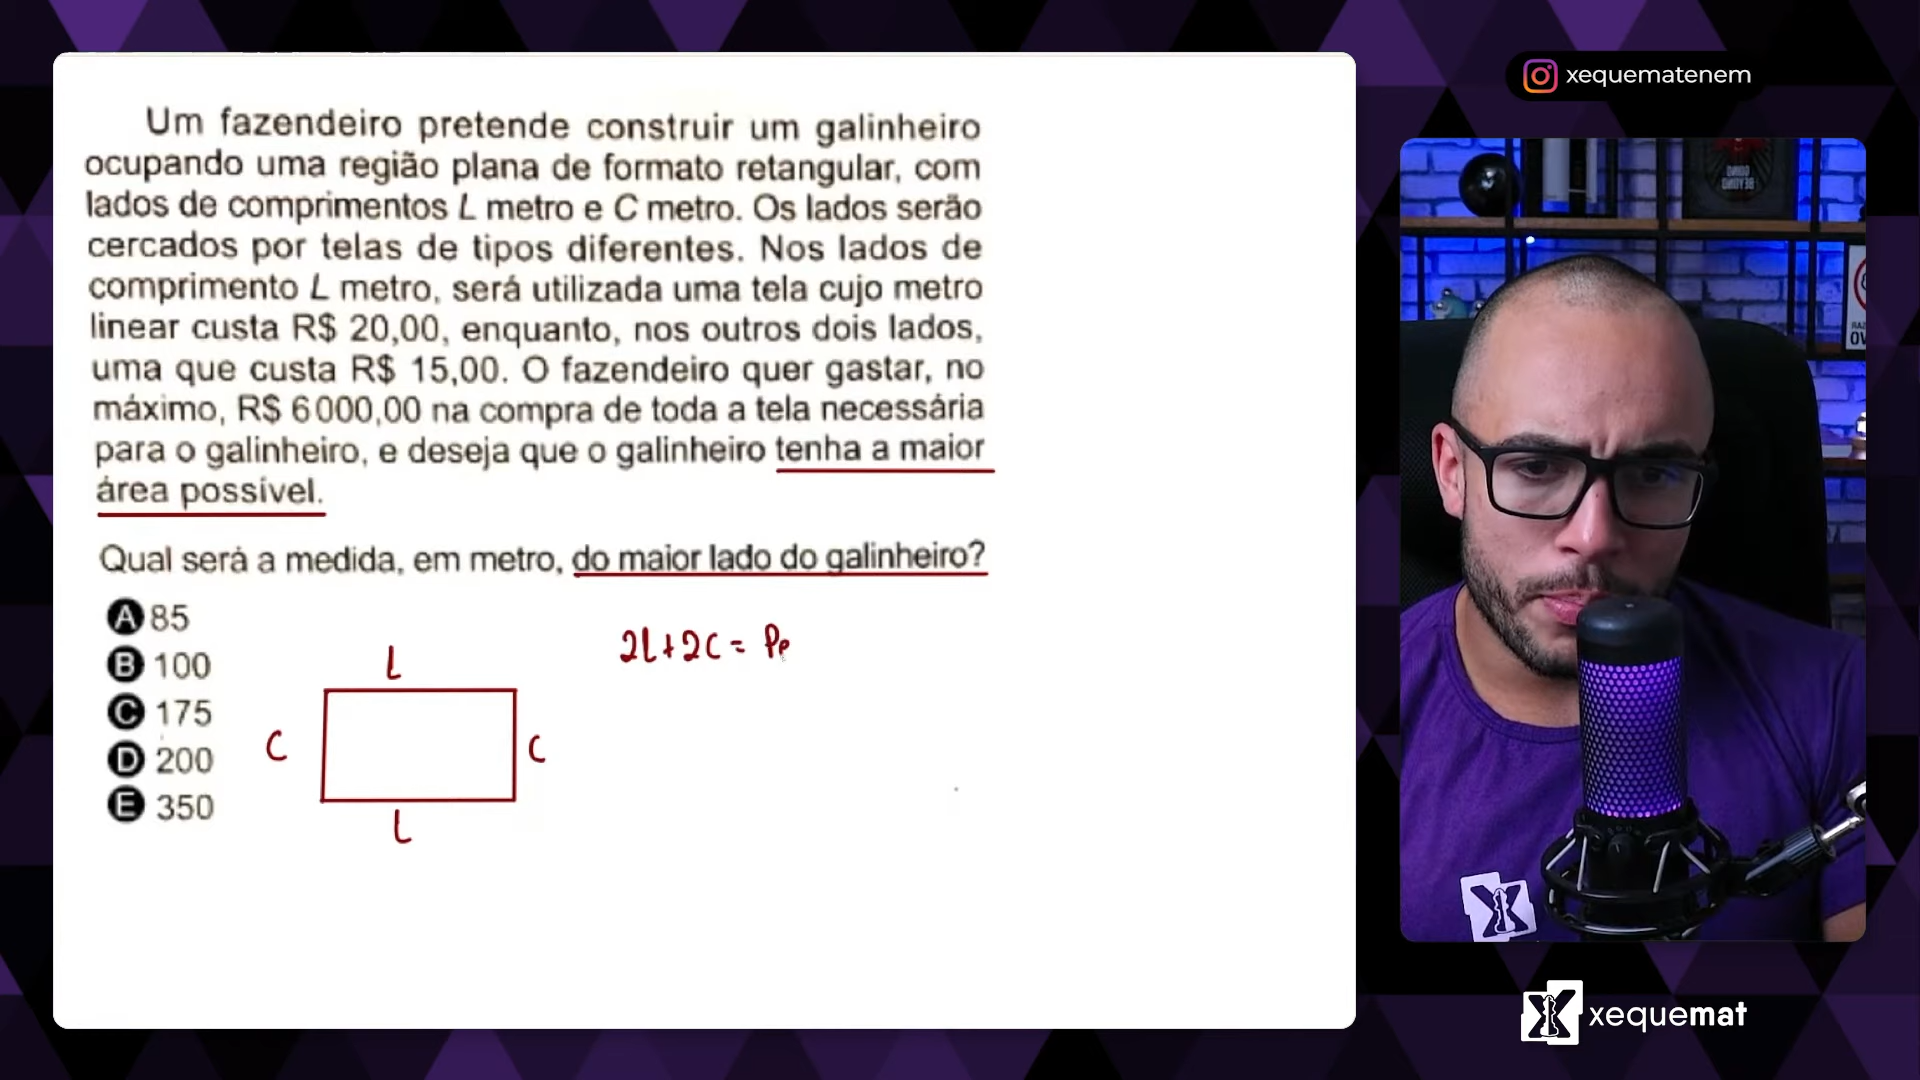 xequematenem
Um fazendeiro pretende construir um galinheiro
ocupando uma região plana de formato retangular, com
lados de comprimentos L metro e C metro. Os lados serão
cercados por telas de tipos diferentes. Nos lados de
comprimento L metro, será utilizada uma tela cujo metro
linear custa R$ 20,00, enquanto, nos outros dois lados,
uma que custa R$ 15,00. O fazendeiro quer gastar, no
máximo, R$ 6 000,00 na compra de toda a tela necessária
para o galinheiro, e deseja que o galinheiro tenha a maior
área possível.
Qual será a medida, em metro, do maior lado do galinheiro?
A 85
B 100
C 175
D 200
E 350
L
C
C
L
2L+2C = Pe
xequemat